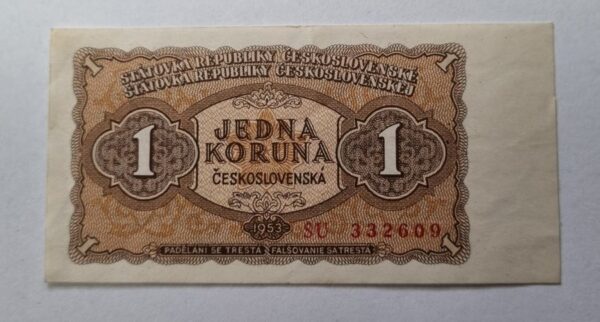 1 1
STÁTOVKA REPUBLIKY ČESKOSLOVENSKÉ
ŠTÁTOVKA REPUBLIKY ČESKOSLOVENSKEJ
1 JEDNA 1
KORUNA
ČESKOSLOVENSKÁ
1953 SU 332609
1 PADĚLÁNÍ SE TRESTÁ FALŠOVANIE SA TRESTÁ 1